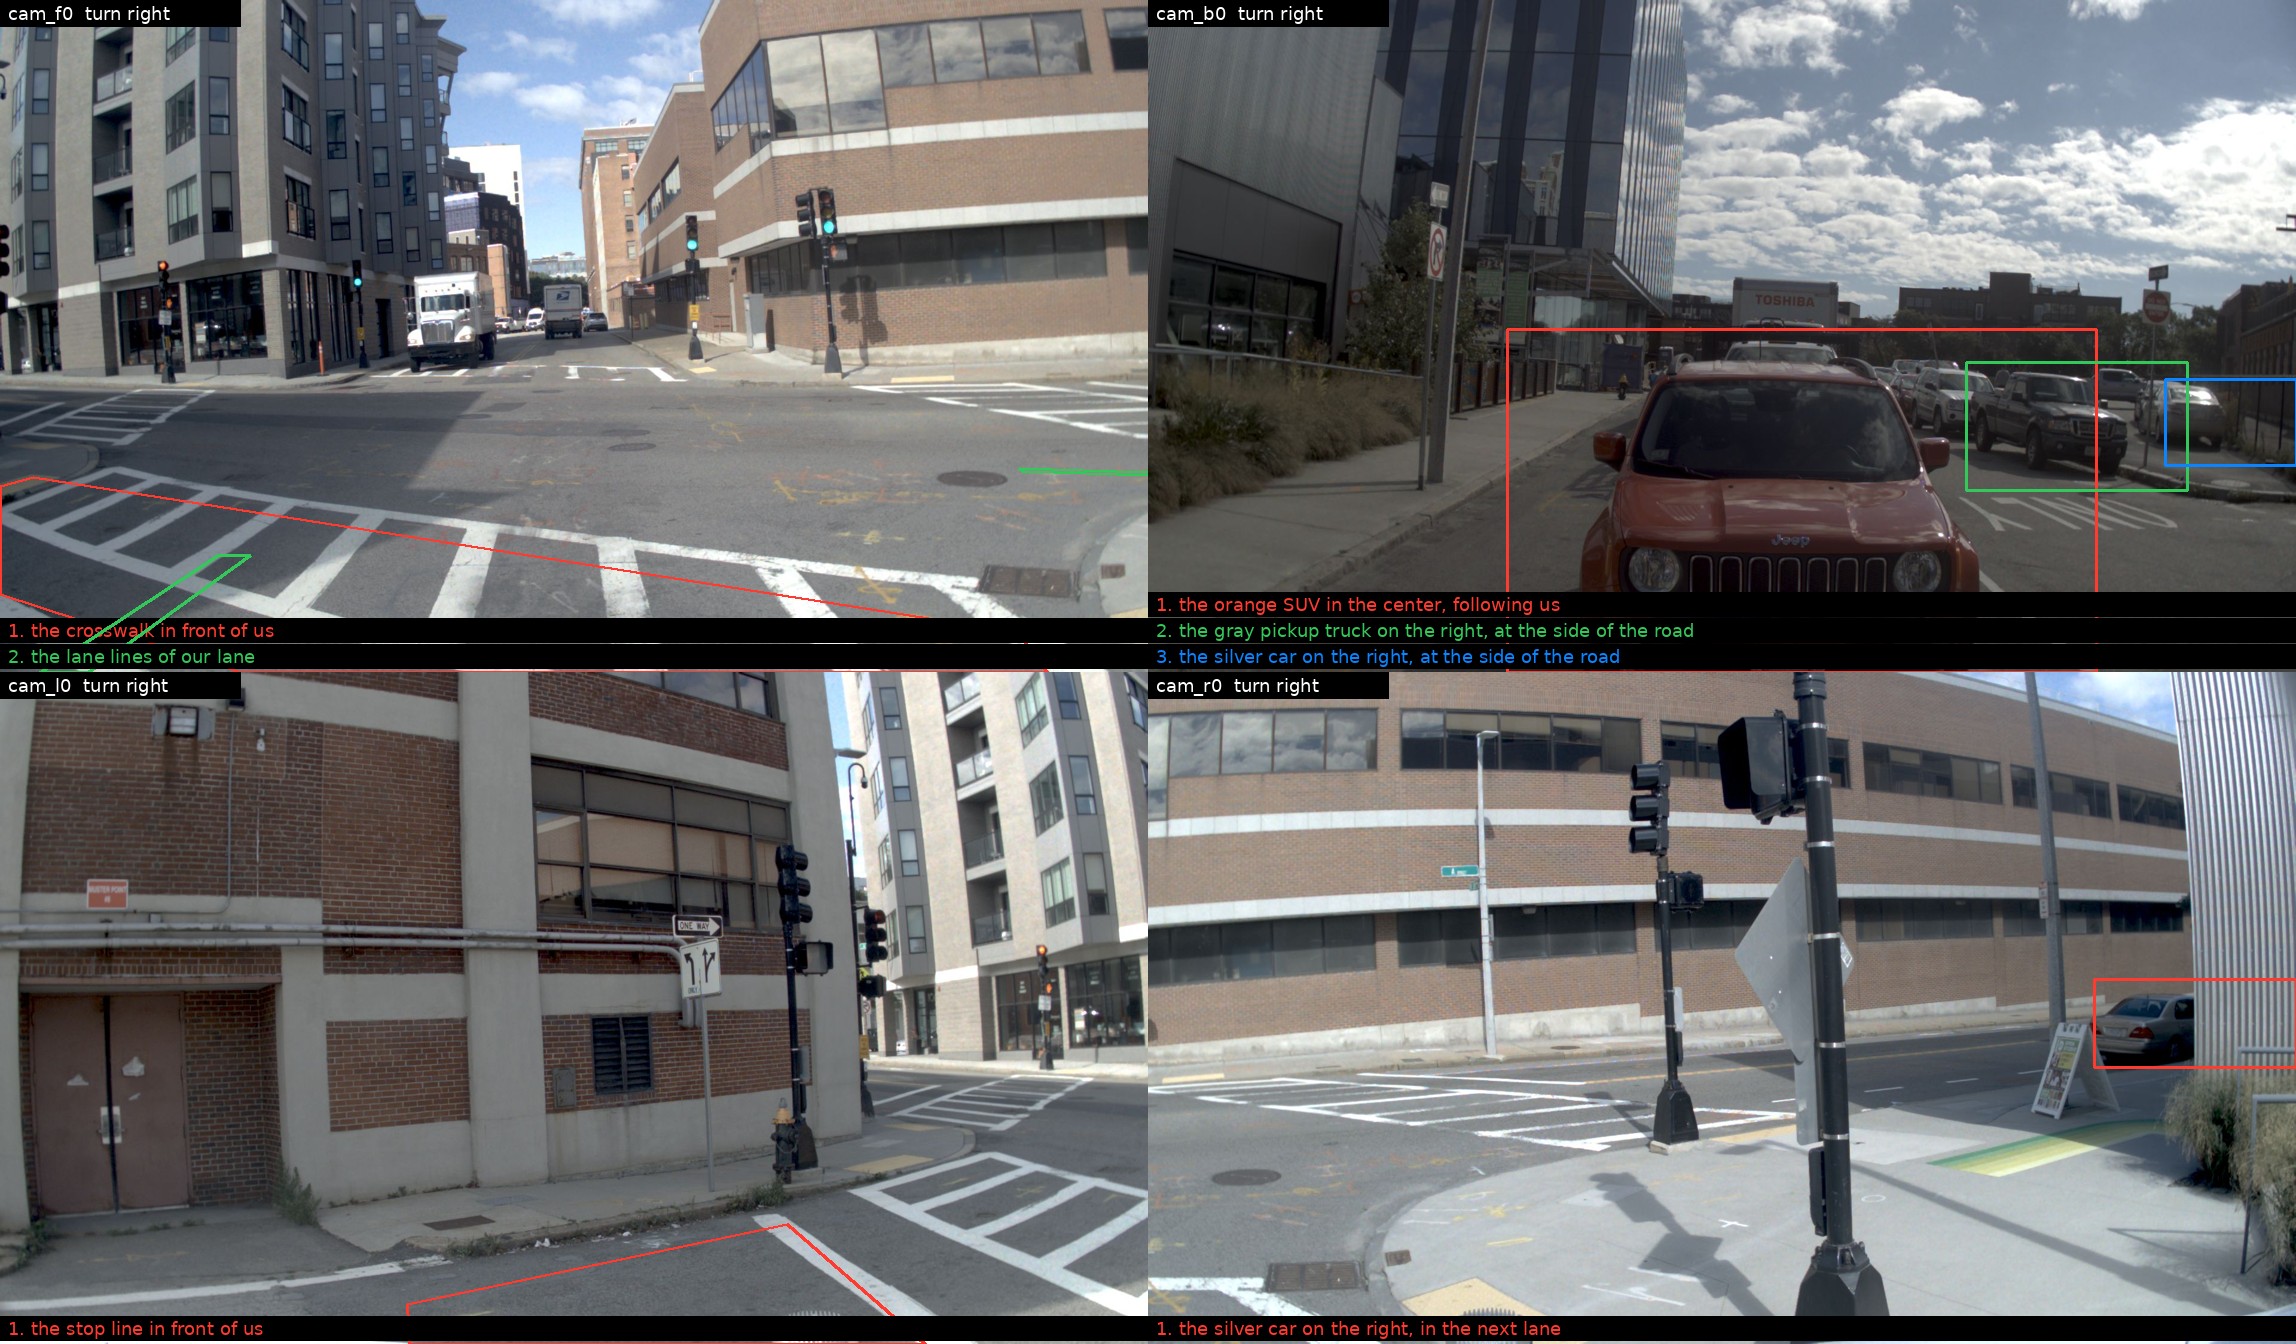 cam_f0 turn right
1. the crosswalk in front of us
2. the lane lines of our lane
cam_b0 turn right
TOSHIBA
Jeep
ONLY
1. the orange SUV in the center, following us
2. the gray pickup truck on the right, at the side of the road
3. the silver car on the right, at the side of the road
cam_l0 turn right
ONE WAY
ONLY
1. the stop line in front of us
cam_r0 turn right
1. the silver car on the right, in the next lane